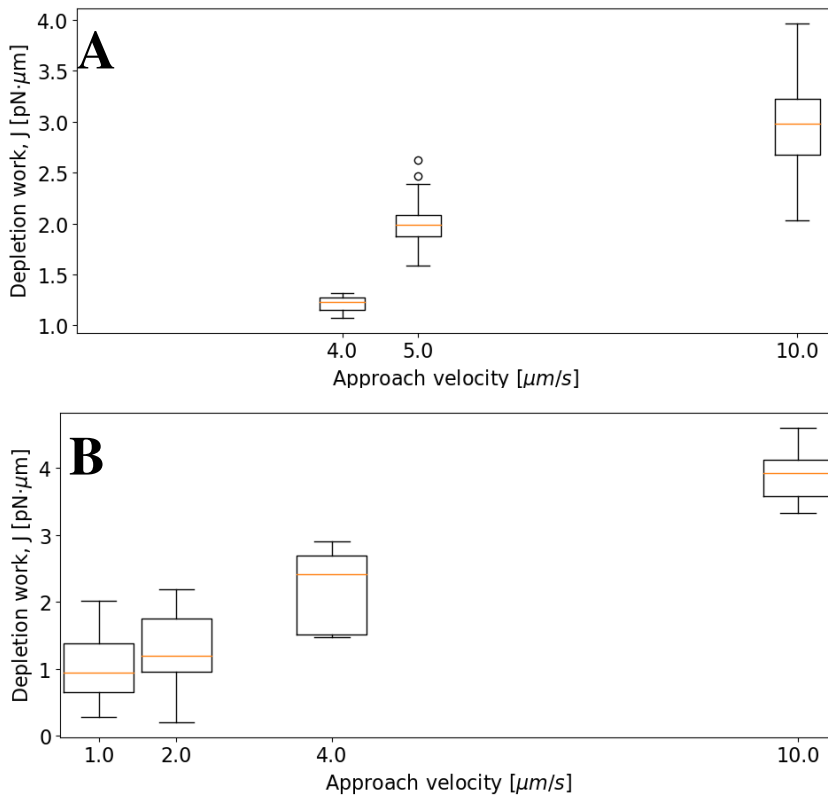 A
Depletion work, J [pN·μm]
4.0
3.5
3.0
2.5
2.0
1.5
1.0
4.0 5.0 10.0
Approach velocity [μm/s]
B
Depletion work, J [pN·μm]
4
3
2
1
0
1.0 2.0 4.0 10.0
Approach velocity [μm/s]